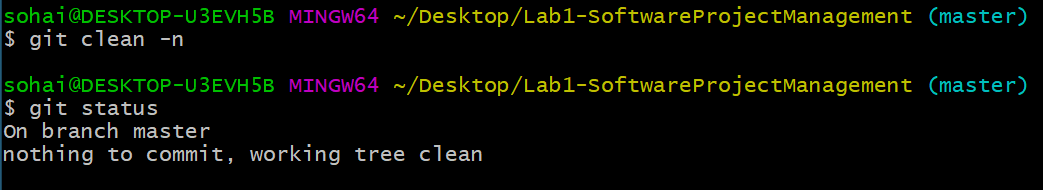 sohai@DESKTOP-U3EVH5B MINGW64 ~/Desktop/Lab1-SoftwareProjectManagement (master)
$ git clean -n
sohai@DESKTOP-U3EVH5B MINGW64 ~/Desktop/Lab1-SoftwareProjectManagement (master)
$ git status
On branch master
nothing to commit, working tree clean